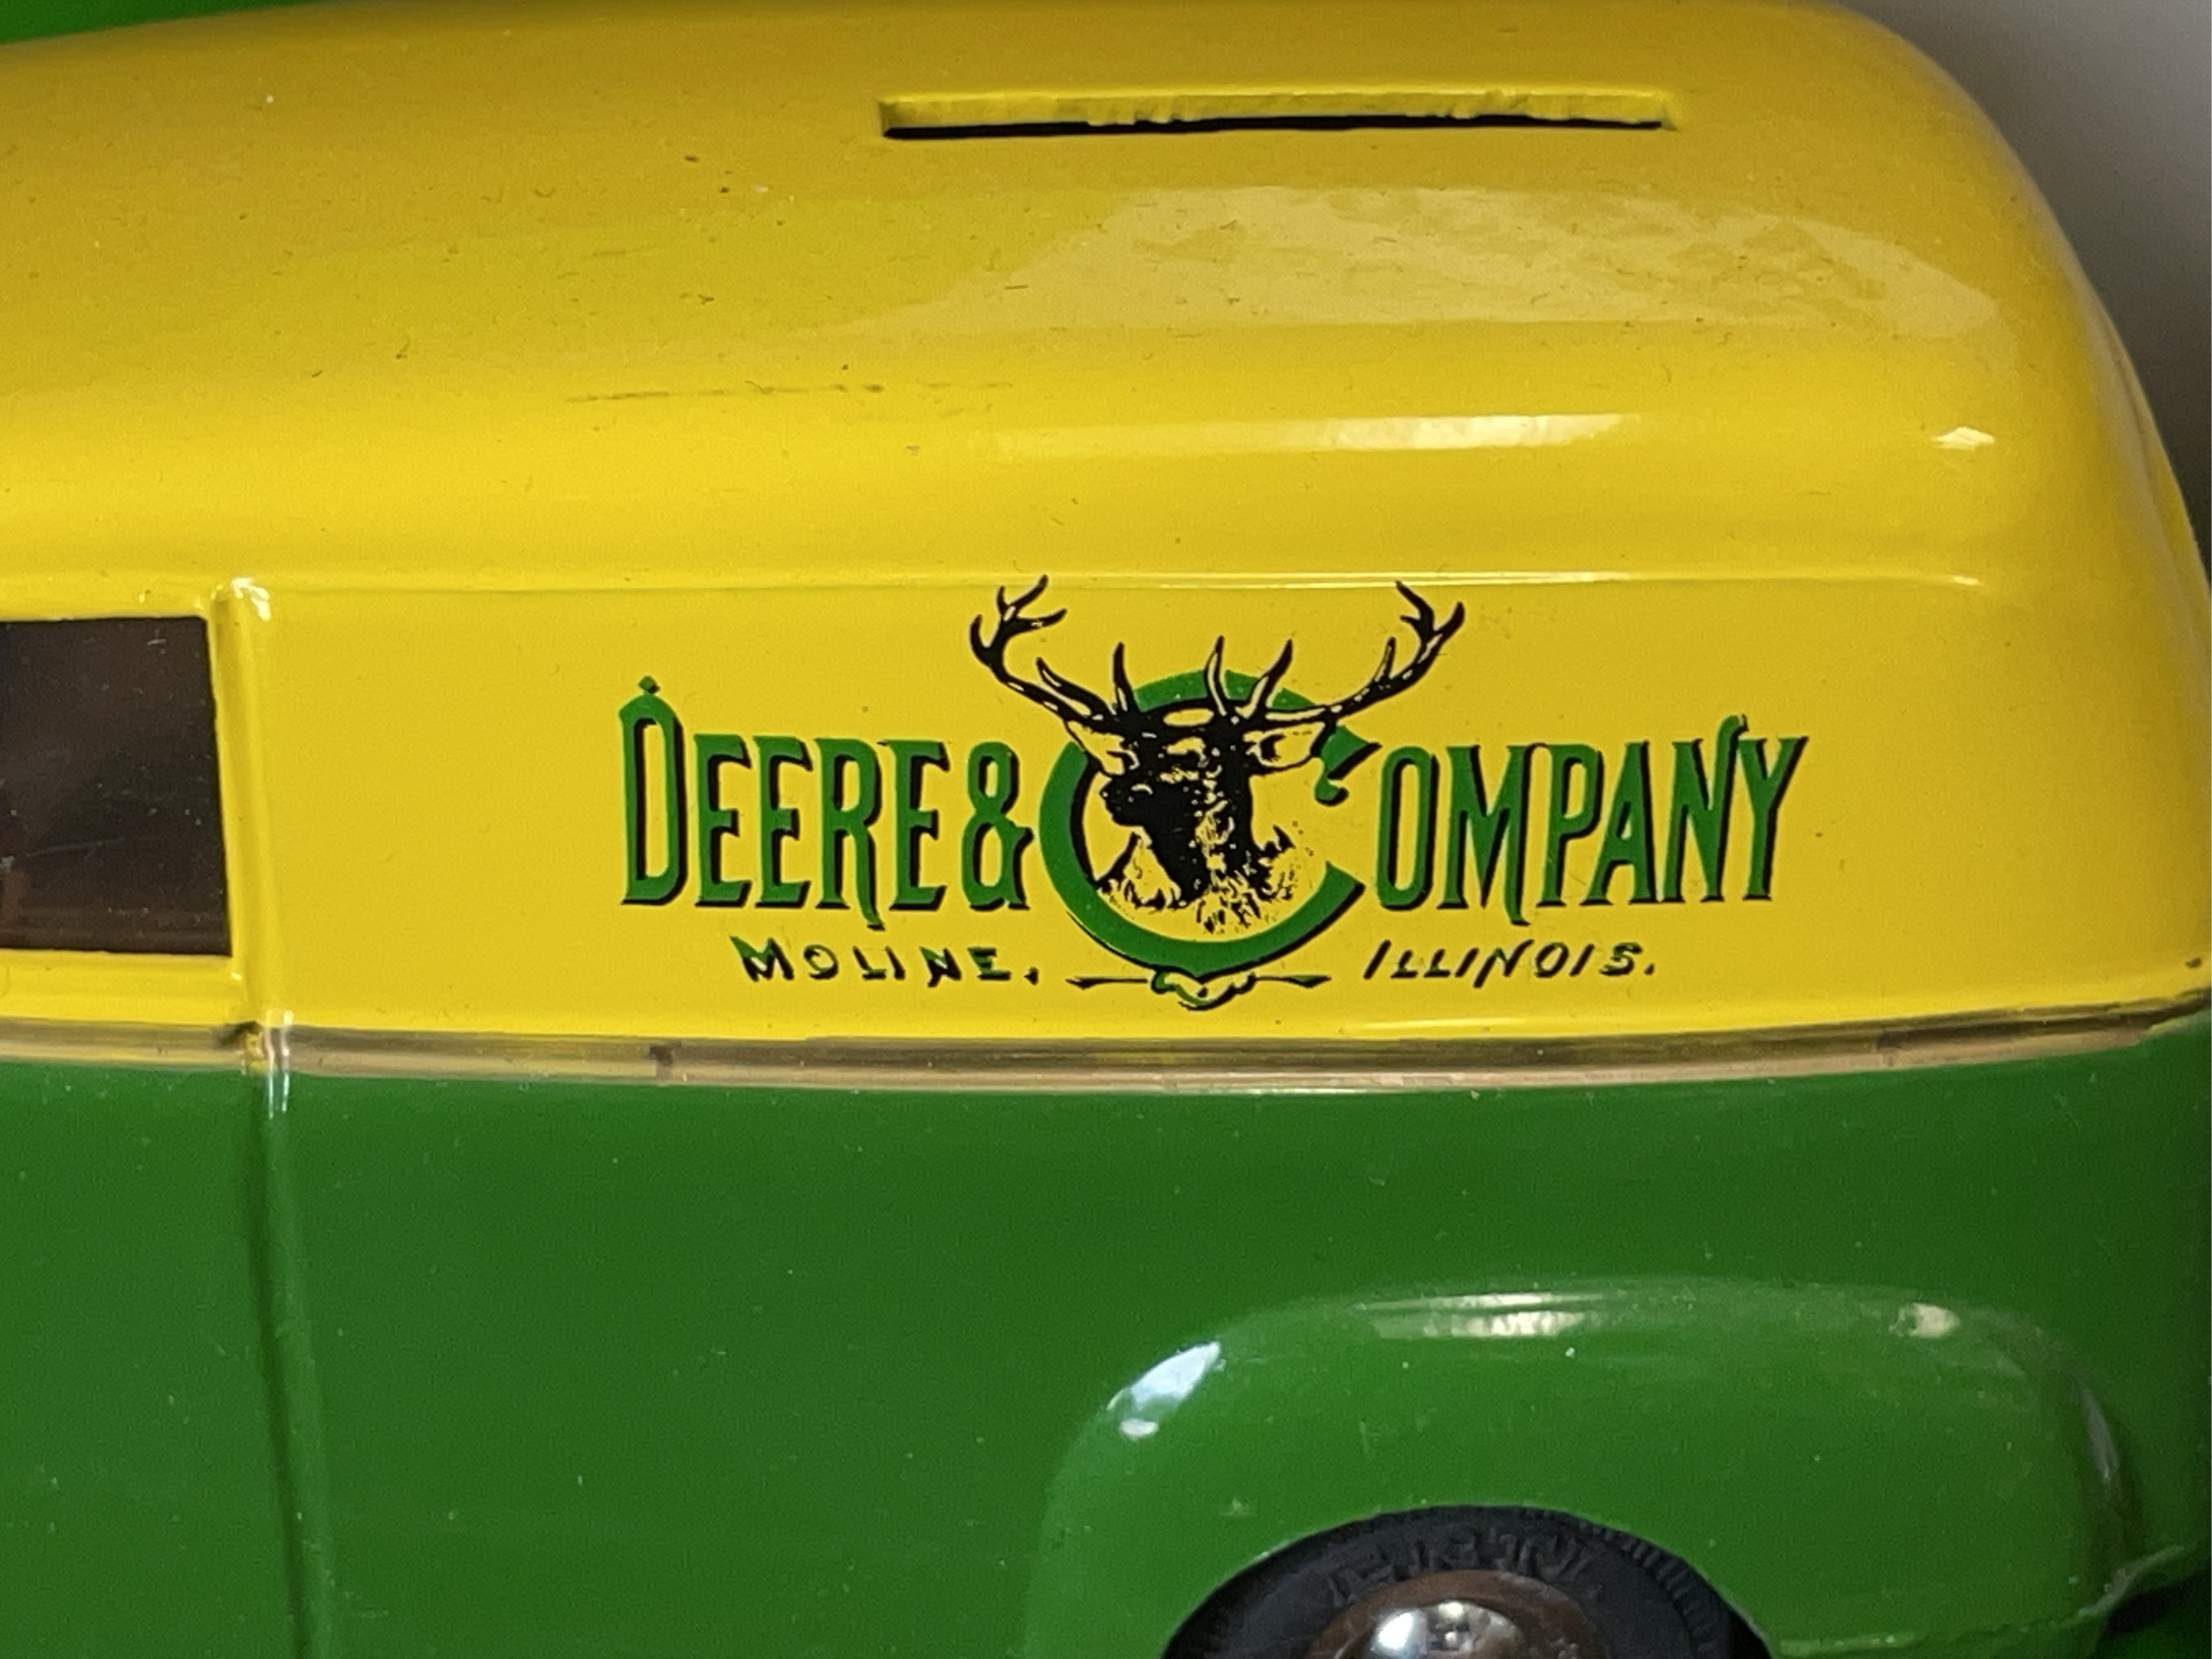 DEERE & COMPANY
MOLINE, ILLINOIS.